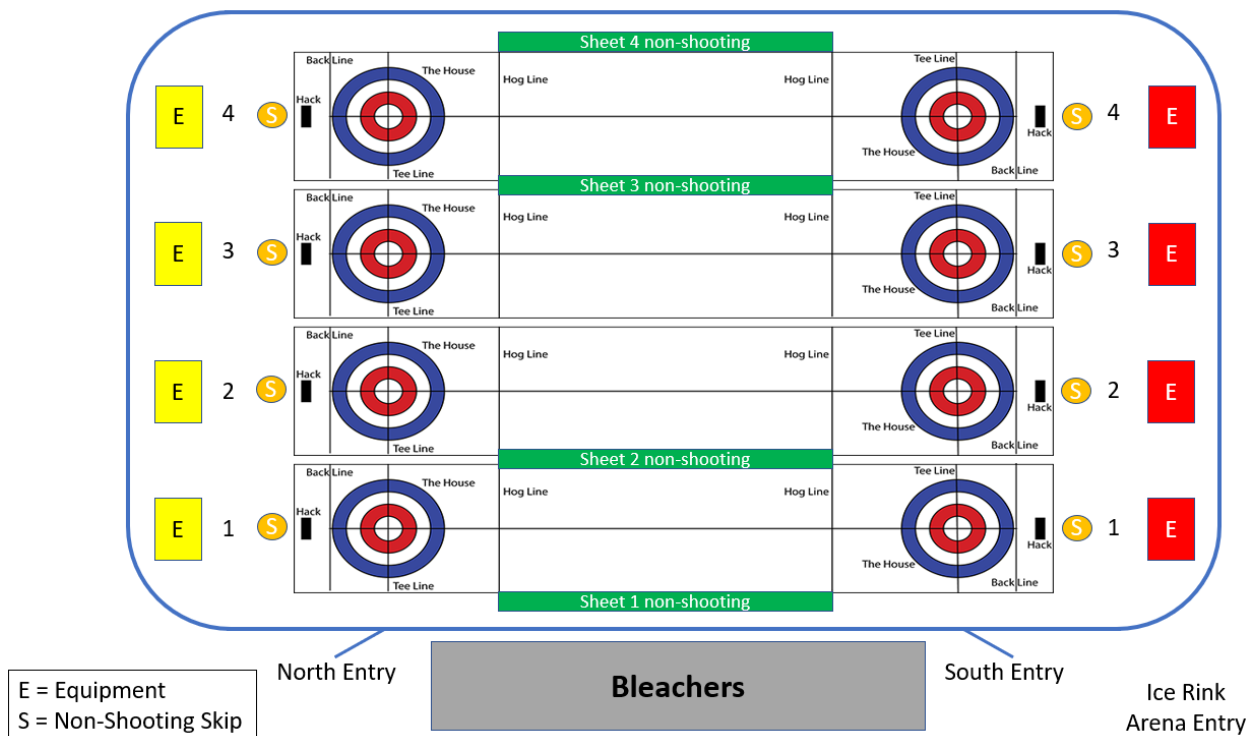 Sheet 4 non-shooting
Back Line
The House
Hog Line
Hog Line
Tee Line
E
4
S
Hack
Hack
S
4
E
The House
Tee Line
Back Line
Sheet 3 non-shooting
Back Line
The House
Hog Line
Hog Line
Tee Line
E
3
S
Hack
Hack
S
3
E
The House
Tee Line
Back Line
Back Line
The House
Hog Line
Hog Line
Tee Line
E
2
S
Hack
Hack
S
2
E
The House
Tee Line
Back Line
Sheet 2 non-shooting
Back Line
The House
Hog Line
Hog Line
Tee Line
E
1
S
Hack
Hack
S
1
E
The House
Tee Line
Back Line
Sheet 1 non-shooting
North Entry
Bleachers
South Entry
E = Equipment
S = Non-Shooting Skip
Ice Rink
Arena Entry